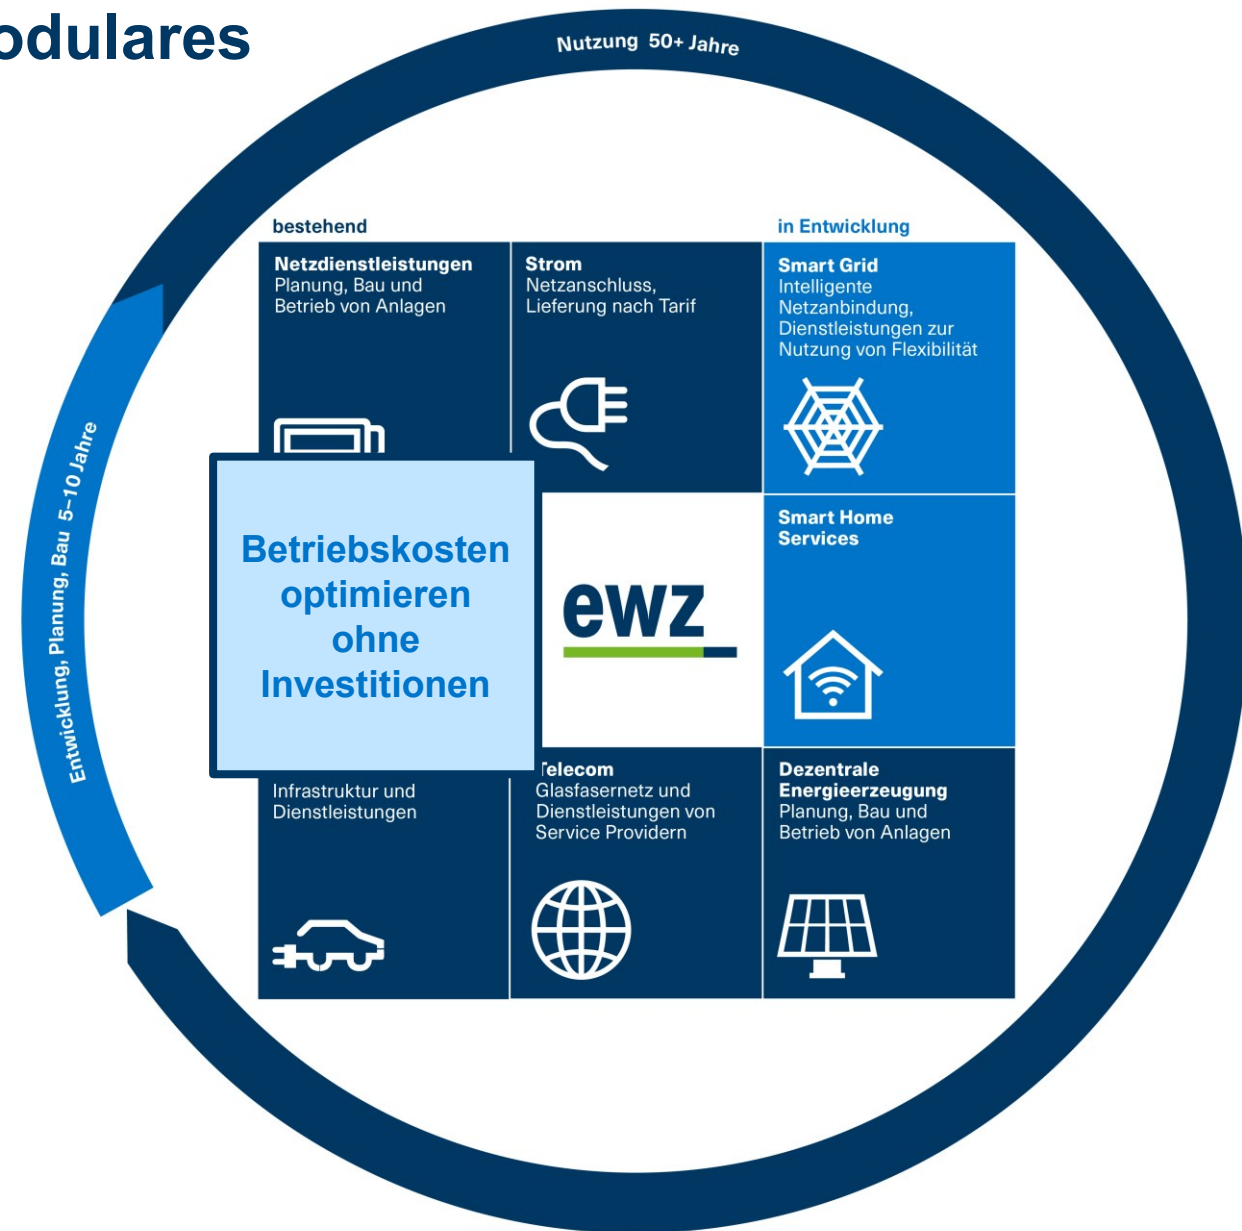 odulares
Nutzung 50+ Jahre
Entwicklung, Planung, Bau 5–10 Jahre
bestehend
in Entwicklung
Netzdienstleistungen
Planung, Bau und
Betrieb von Anlagen
Strom
Netzanschluss,
Lieferung nach Tarif
Smart Grid
Intelligente
Netzanbindung,
Dienstleistungen zur
Nutzung von Flexibilität
Betriebskosten
optimieren
ohne
Investitionen
ewz
Smart Home
Services
Infrastruktur und
Dienstleistungen
Telecom
Glasfasernetz und
Dienstleistungen von
Service Providern
Dezentrale
Energieerzeugung
Planung, Bau und
Betrieb von Anlagen